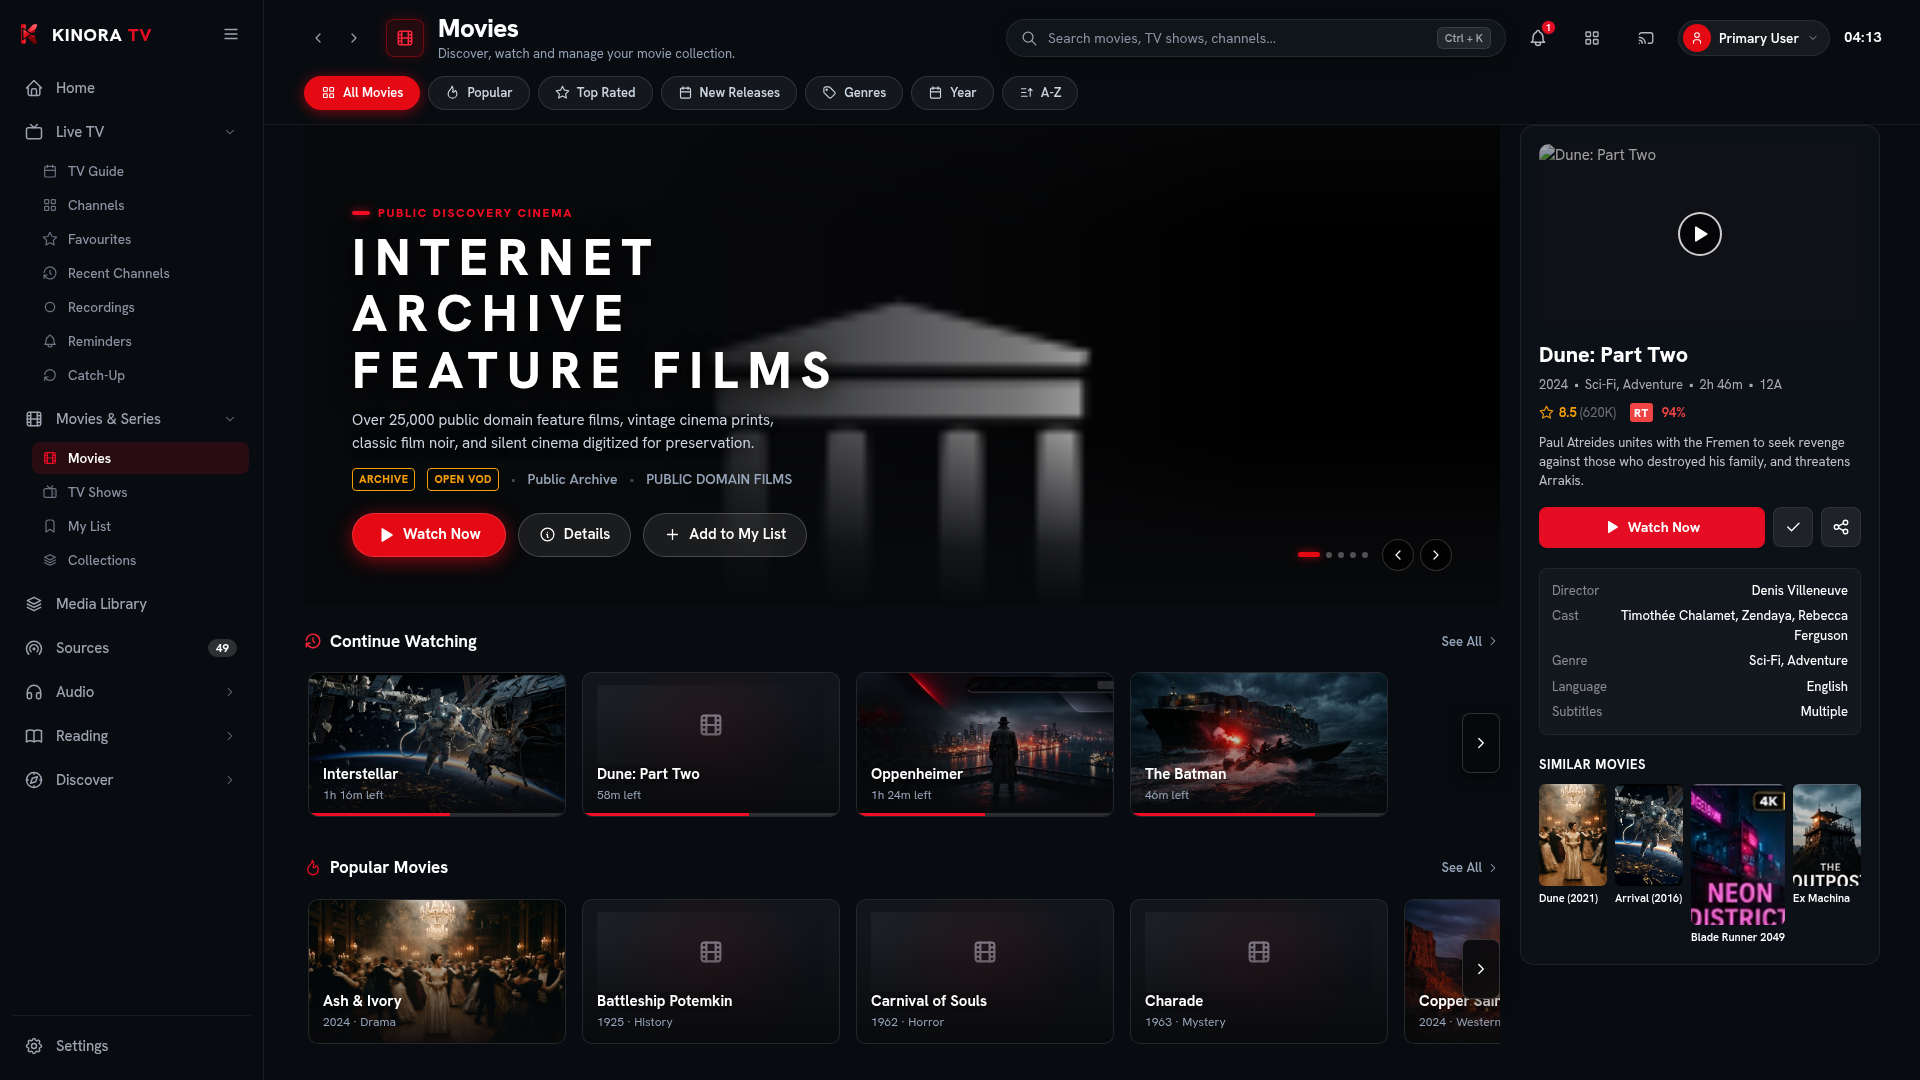 KINORA TV
Home
Live TV
TV Guide
Channels
Favourites
Recent Channels
Recordings
Reminders
Catch-Up
Movies & Series
Movies
TV Shows
My List
Collections
Media Library
Sources 49
Audio
Reading
Discover
Settings
Movies
Discover, watch and manage your movie collection.
Search movies, TV shows, channels...
Ctrl + K
1
Primary User
04:13
All Movies
Popular
Top Rated
New Releases
Genres
Year
A-Z
PUBLIC DISCOVERY CINEMA
INTERNET
ARCHIVE
FEATURE FILMS
Over 25,000 public domain feature films, vintage cinema prints,
classic film noir, and silent cinema digitized for preservation.
ARCHIVE OPEN VOD • Public Archive • PUBLIC DOMAIN FILMS
Watch Now
Details
Add to My List
Continue Watching
See All
Interstellar
1h 16m left
Dune: Part Two
58m left
Oppenheimer
1h 24m left
The Batman
46m left
Popular Movies
See All
Ash & Ivory
2024 · Drama
Battleship Potemkin
1925 · History
Carnival of Souls
1962 · Horror
Charade
1963 · Mystery
Copper
2024 · Western
Dune: Part Two
Dune: Part Two
2024 • Sci-Fi, Adventure • 2h 46m • 12A
8.5 (620K) RT 94%
Paul Atreides unites with the Fremen to seek revenge
against those who destroyed his family, and threatens
Arrakis.
Watch Now
Director Denis Villeneuve
Cast Timothée Chalamet, Zendaya, Rebecca
Ferguson
Genre Sci-Fi, Adventure
Language English
Subtitles Multiple
SIMILAR MOVIES
4K
NEON
DISTRICT
THE
OUTPOST
Dune (2021)
Arrival (2016)
Blade Runner 2049
Ex Machina